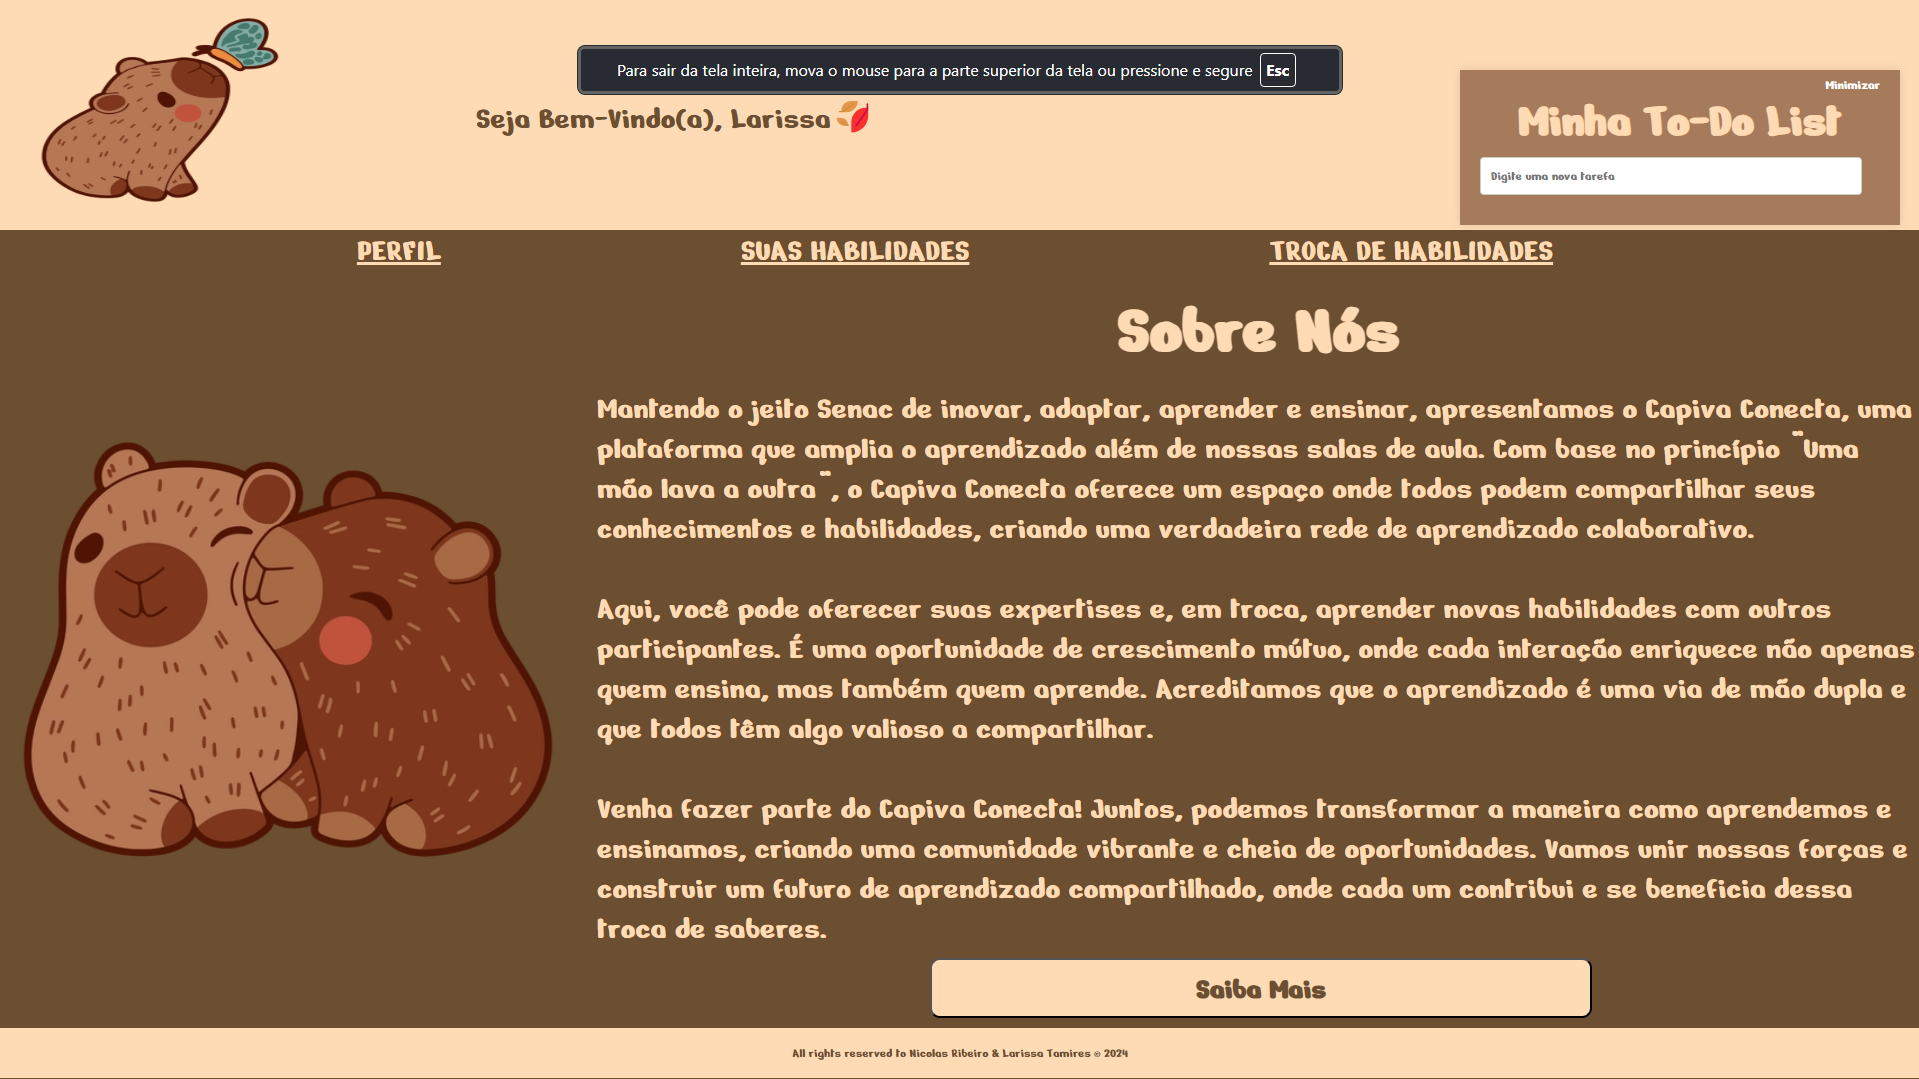 Para sair da tela inteira, mova o mouse para a parte superior da tela ou pressione e segure Esc
Seja Bem-Vindo(a), Larissa
Minimizar
Minha To-Do List
Digite uma nova tarefa
PERFIL
SUAS HABILIDADES
TROCA DE HABILIDADES
Sobre Nós
Mantendo o jeito Senac de inovar, adaptar, aprender e ensinar, apresentamos o Capiva Conecta, uma
plataforma que amplia o aprendizado além de nossas salas de aula. Com base no princípio "Uma
mão lava a outra", o Capiva Conecta oferece um espaço onde todos podem compartilhar seus
conhecimentos e habilidades, criando uma verdadeira rede de aprendizado colaborativo.
Aqui, você pode oferecer suas expertises e, em troca, aprender novas habilidades com outros
participantes. É uma oportunidade de crescimento mútuo, onde cada interação enriquece não apenas
quem ensina, mas também quem aprende. Acreditamos que o aprendizado é uma via de mão dupla e
que todos têm algo valioso a compartilhar.
Venha fazer parte do Capiva Conecta! Juntos, podemos transformar a maneira como aprendemos e
ensinamos, criando uma comunidade vibrante e cheia de oportunidades. Vamos unir nossas forças e
construir um futuro de aprendizado compartilhado, onde cada um contribui e se beneficia dessa
troca de saberes.
Saiba Mais
All rights reserved to Nicolas Ribeiro & Larissa Tamires © 2024